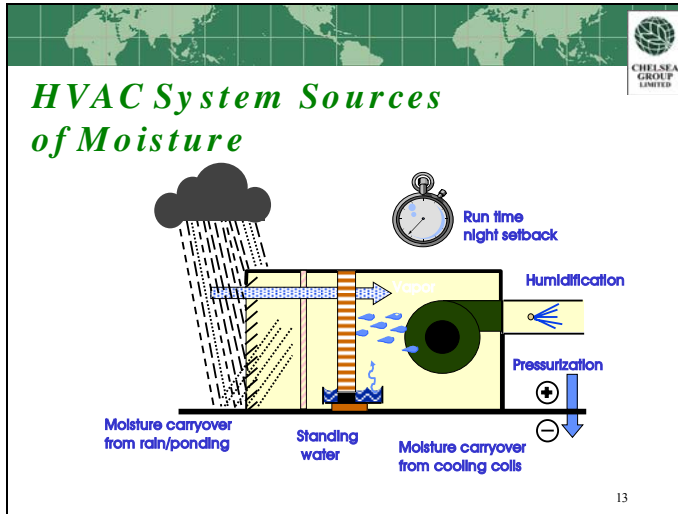 CHELSEA
GROUP
LIMITED
HVAC System Sources
of Moisture
Run time
night setback
vapor
Humidification
Pressurization
+
−
Moisture carryover
from rain/ponding
Standing
water
Moisture carryover
from cooling coils
13